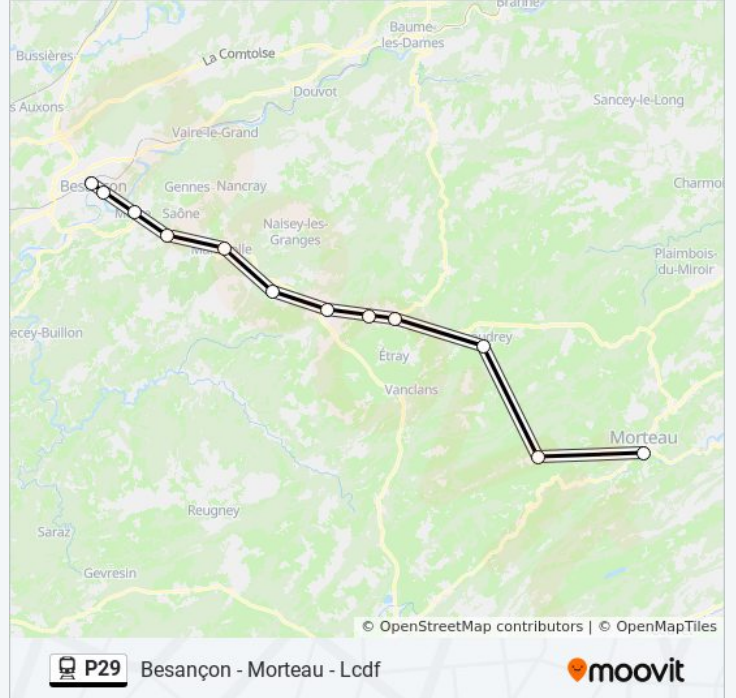 Branne
Baume-
les-Dames
La Comtoise
Bussières
Douvot
s Auxons
Sancey-le-Long
Vaire-le-Grand
Gennes
Nancray
Charmoi
Saône
Naisey-les-
Granges
Plaimbois-
du-Miroir
ecey-Buillon
udrey
Étray
Vanclans
Morteau
Reugney
Saraz
Gevresin
© OpenStreetMap contributors | © OpenMapTiles
P29
Besançon - Morteau - Lcdf
moovit